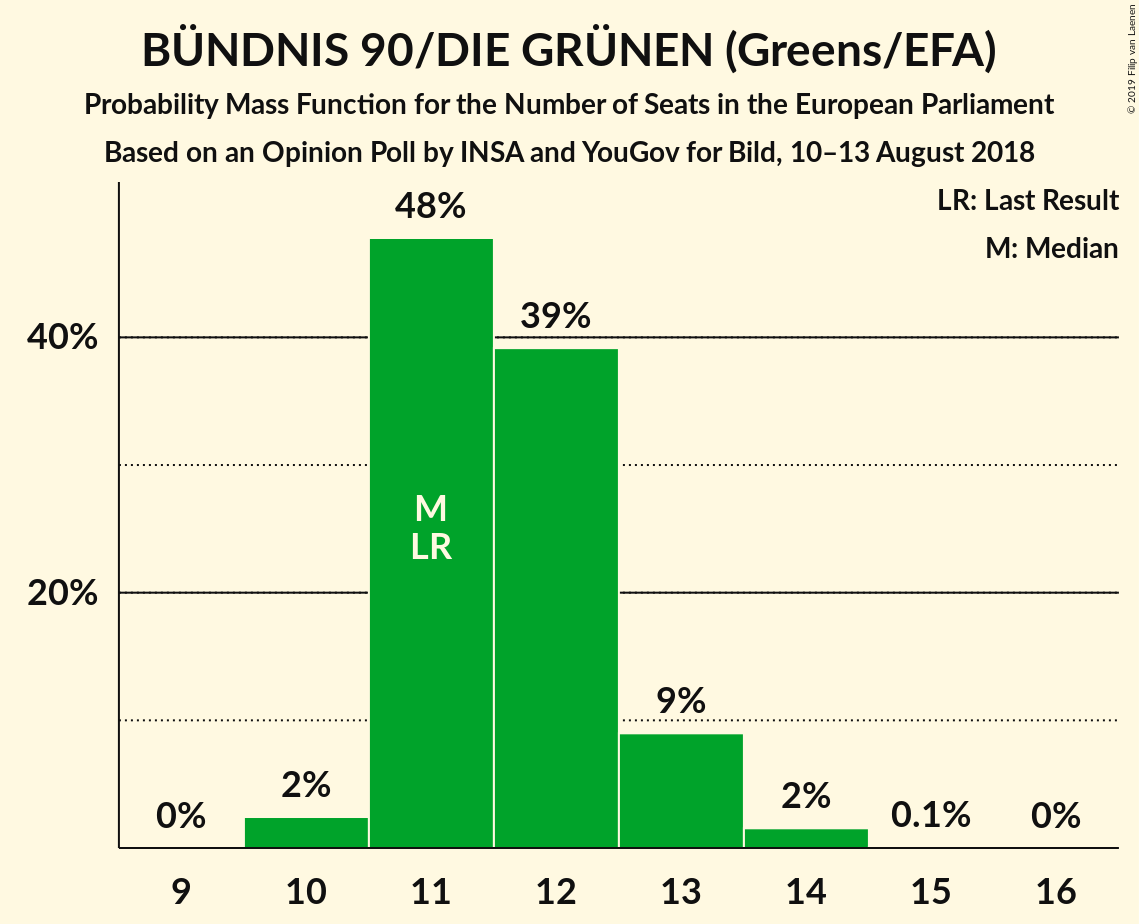 BÜNDNIS 90/DIE GRÜNEN (Greens/EFA)
Probability Mass Function for the Number of Seats in the European Parliament
Based on an Opinion Poll by INSA and YouGov for Bild, 10–13 August 2018
© 2019 Filip van Laenen
LR: Last Result
M: Median
48%
39%
40%
M
LR
20%
9%
2%
2%
0%
0.1%
0%
9 10 11 12 13 14 15 16